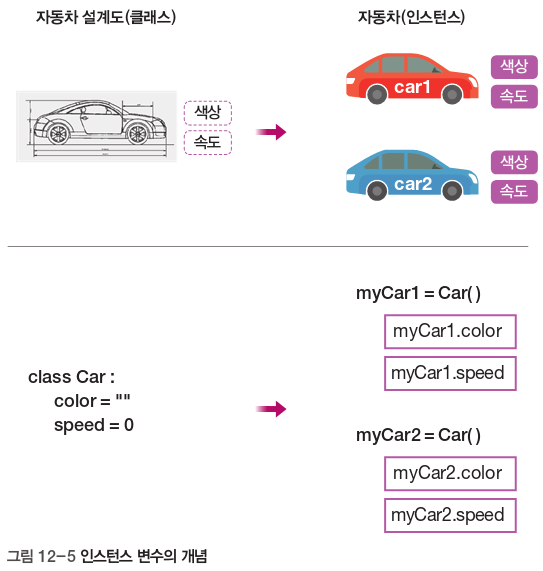 자동차 설계도(클래스)
자동차(인스턴스)
색상
속도
car1
색상
속도
car2
색상
속도
class Car :
color = ""
speed = 0
myCar1 = Car( )
myCar1.color
myCar1.speed
myCar2 = Car( )
myCar2.color
myCar2.speed
그림 12-5 인스턴스 변수의 개념